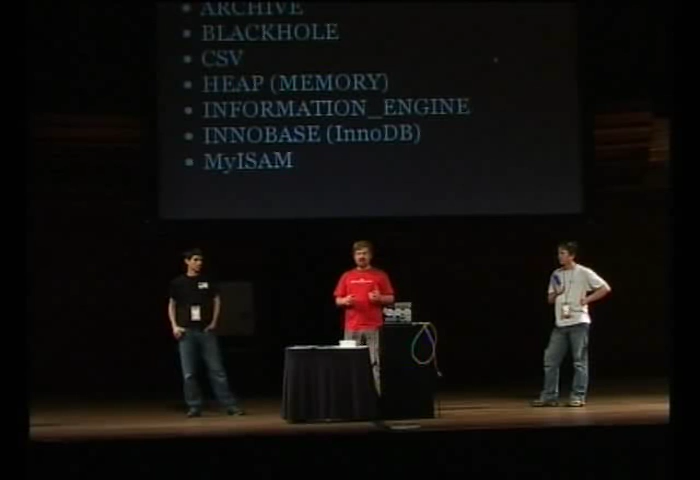 ARCHIVE
BLACKHOLE
CSV
HEAP (MEMORY)
INFORMATION_ENGINE
INNOBASE (InnoDB)
MyISAM